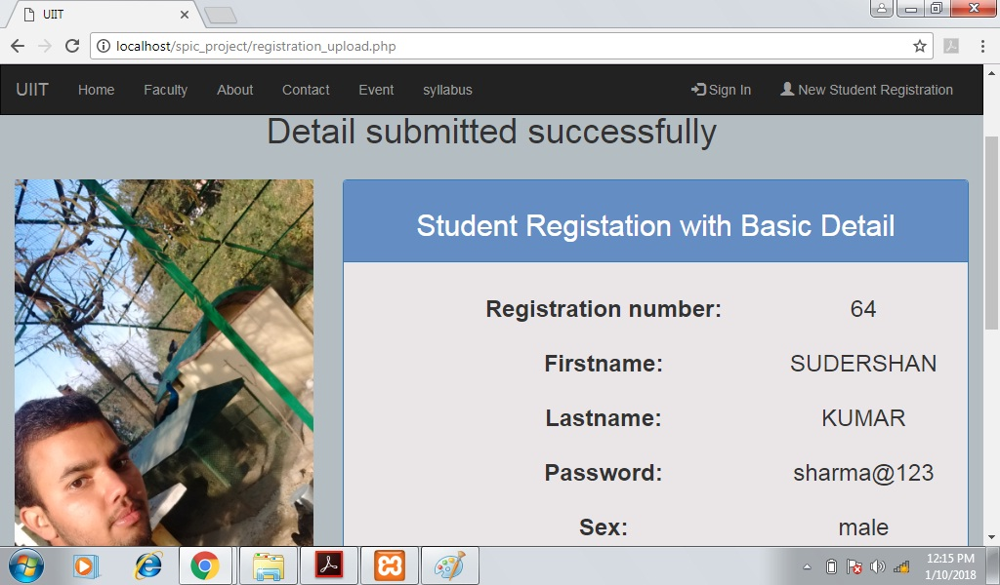 UIIT
localhost/spic_project/registration_upload.php
UIIT Home Faculty About Contact Event syllabus Sign In New Student Registration
Detail submitted successfully
Student Registation with Basic Detail
Registration number: 64
Firstname: SUDERSHAN
Lastname: KUMAR
Password: sharma@123
Sex: male
12:15 PM
1/10/2018